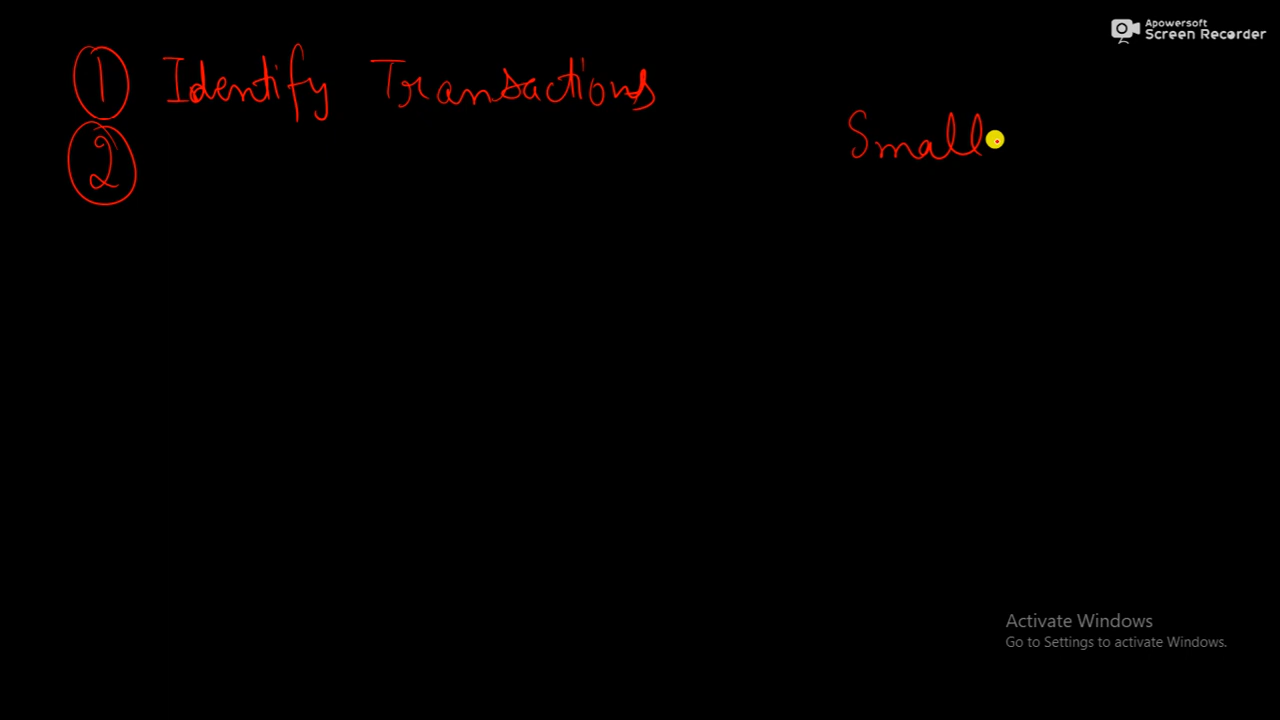 Apowersoft
Screen Recorder
① Identify Transactions
Small
②
Activate Windows
Go to Settings to activate Windows.